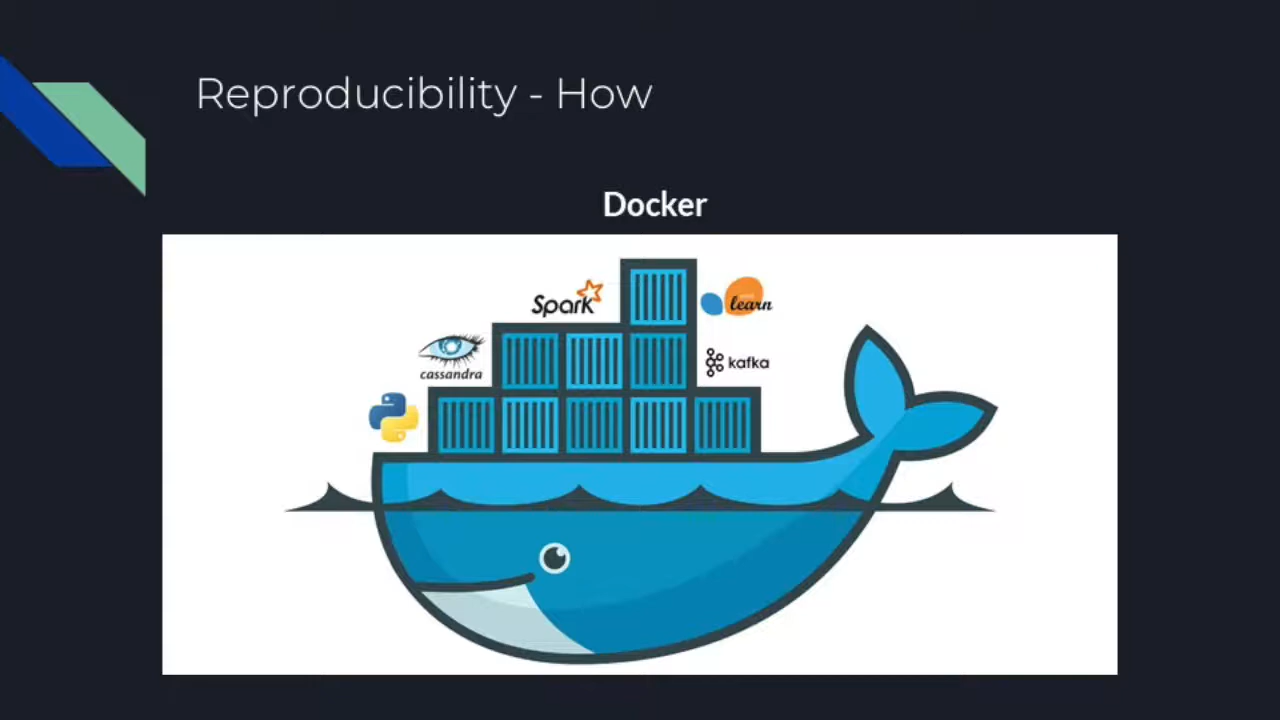 Reproducibility - How
Docker
Spark
learn
cassandra
kafka